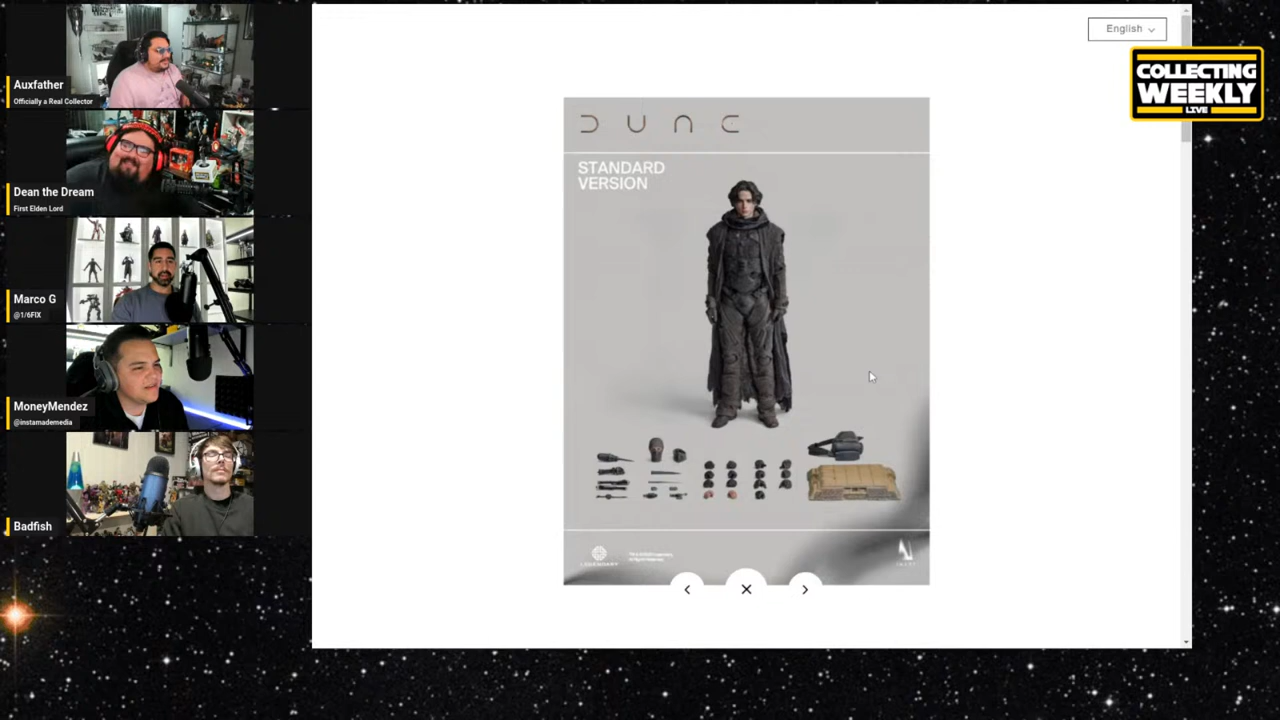 Auxfather
Officially a Real Collector
Dean the Dream
First Elden Lord
Marco G
@1/6FIX
MoneyMendez
@instamademedia
Badfish
English
COLLECTING
WEEKLY
LIVE
DUNE
STANDARD
VERSION
LEGENDARY